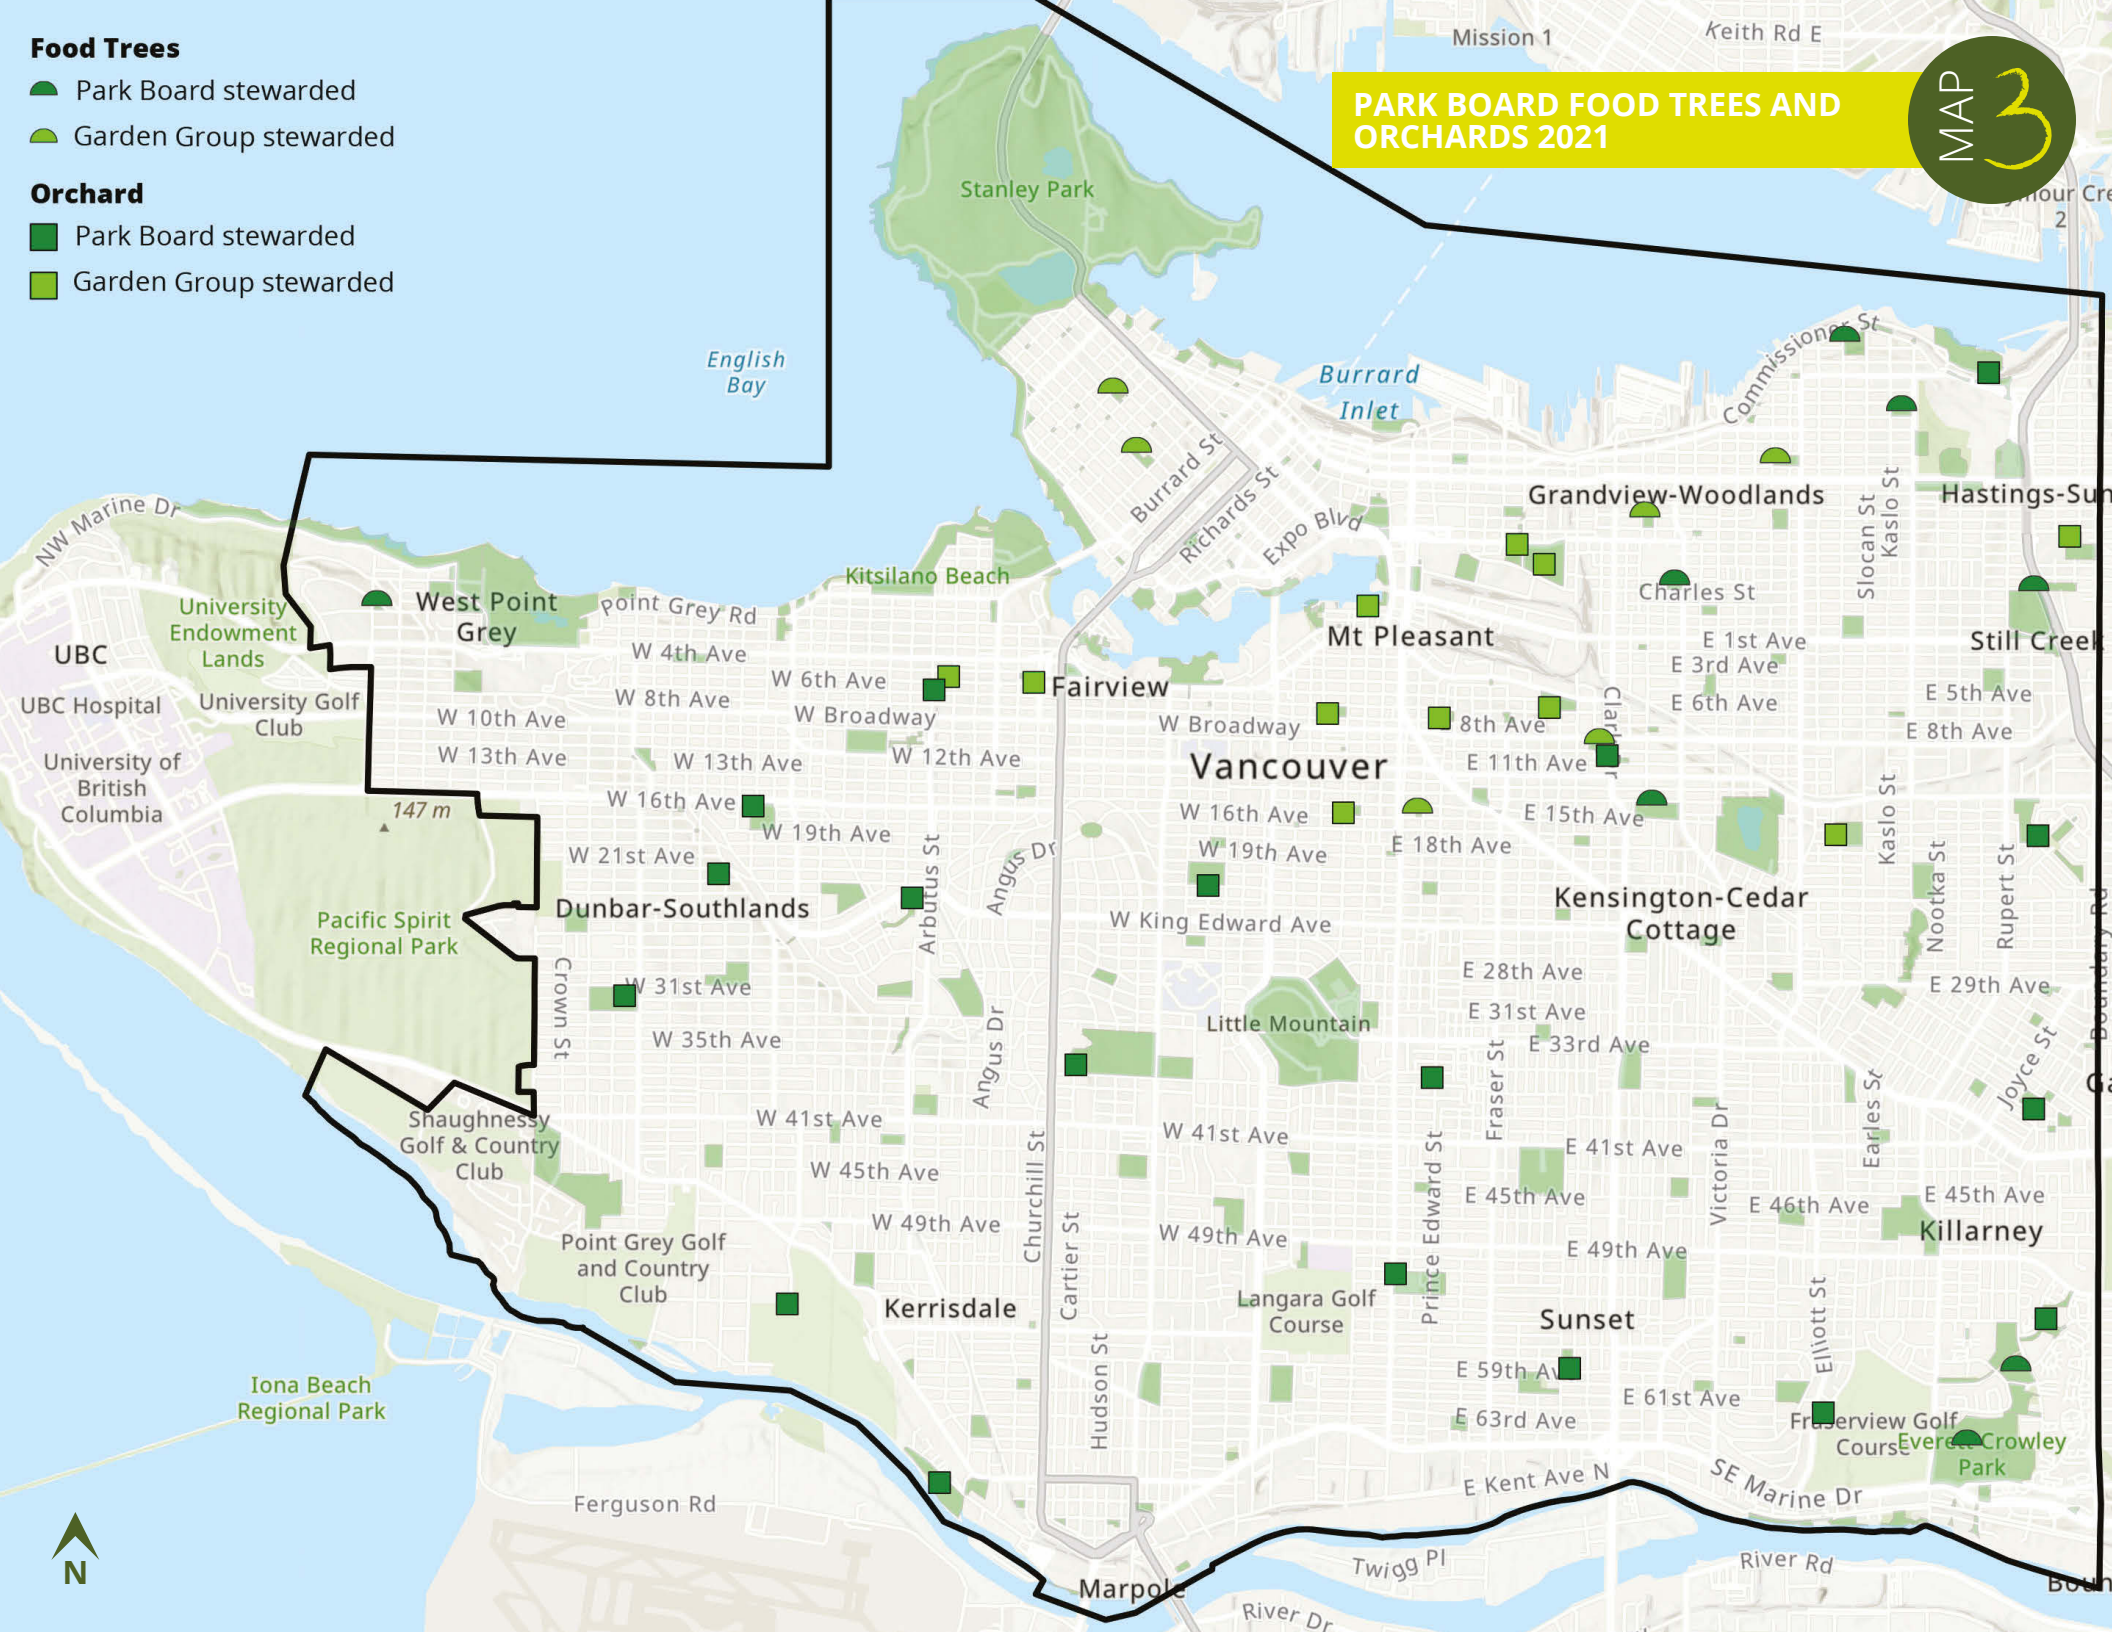 Food Trees
Park Board stewarded
Garden Group stewarded
Orchard
Park Board stewarded
Garden Group stewarded
PARK BOARD FOOD TREES AND
ORCHARDS 2021
MAP 3
Mission 1
Keith Rd E
2
Stanley Park
English
Bay
Burrard
Inlet
Commissioner St
Burrard St
Richards St
Expo Blvd
Grandview-Woodlands
Slocan St
Kaslo St
Hastings-Sun
NW Marine Dr
Kitsilano Beach
University
Endowment
Lands
West Point
Grey
Point Grey Rd
Charles St
UBC
W 4th Ave
Mt Pleasant
E 1st Ave
Still Creek
E 3rd Ave
UBC Hospital
University Golf
Club
W 6th Ave
W 8th Ave
Fairview
E 5th Ave
E 6th Ave
W 10th Ave
W Broadway
W Broadway
8th Ave
E 8th Ave
W 13th Ave
W 13th Ave
W 12th Ave
Vancouver
E 11th Ave
University of
British
Columbia
147 m
W 16th Ave
W 16th Ave
E 15th Ave
Kaslo St
W 19th Ave
W 21st Ave
Arbutus St
Angus Dr
W 19th Ave
E 18th Ave
Nootka St
Rupert St
Boundary Rd
Dunbar-Southlands
Kensington-Cedar
Cottage
Pacific Spirit
Regional Park
W King Edward Ave
Crown St
W 31st Ave
E 28th Ave
E 29th Ave
Little Mountain
E 31st Ave
W 35th Ave
Angus Dr
Fraser St
E 33rd Ave
Joyce St
Earles St
Shaughnessy
Golf & Country
Club
W 41st Ave
W 41st Ave
E 41st Ave
Victoria Dr
W 45th Ave
Churchill St
Prince Edward St
E 45th Ave
E 46th Ave
E 45th Ave
W 49th Ave
Cartier St
W 49th Ave
E 49th Ave
Killarney
Point Grey Golf
and Country
Club
Kerrisdale
Langara Golf
Course
Sunset
Elliott St
Iona Beach
Regional Park
Hudson St
E 59th Av
E 61st Ave
E 63rd Ave
Course
Park
Crowley
Ferguson Rd
E Kent Ave N
SE Marine Dr
Twigg Pl
River Rd
Marpole
River Dr
N